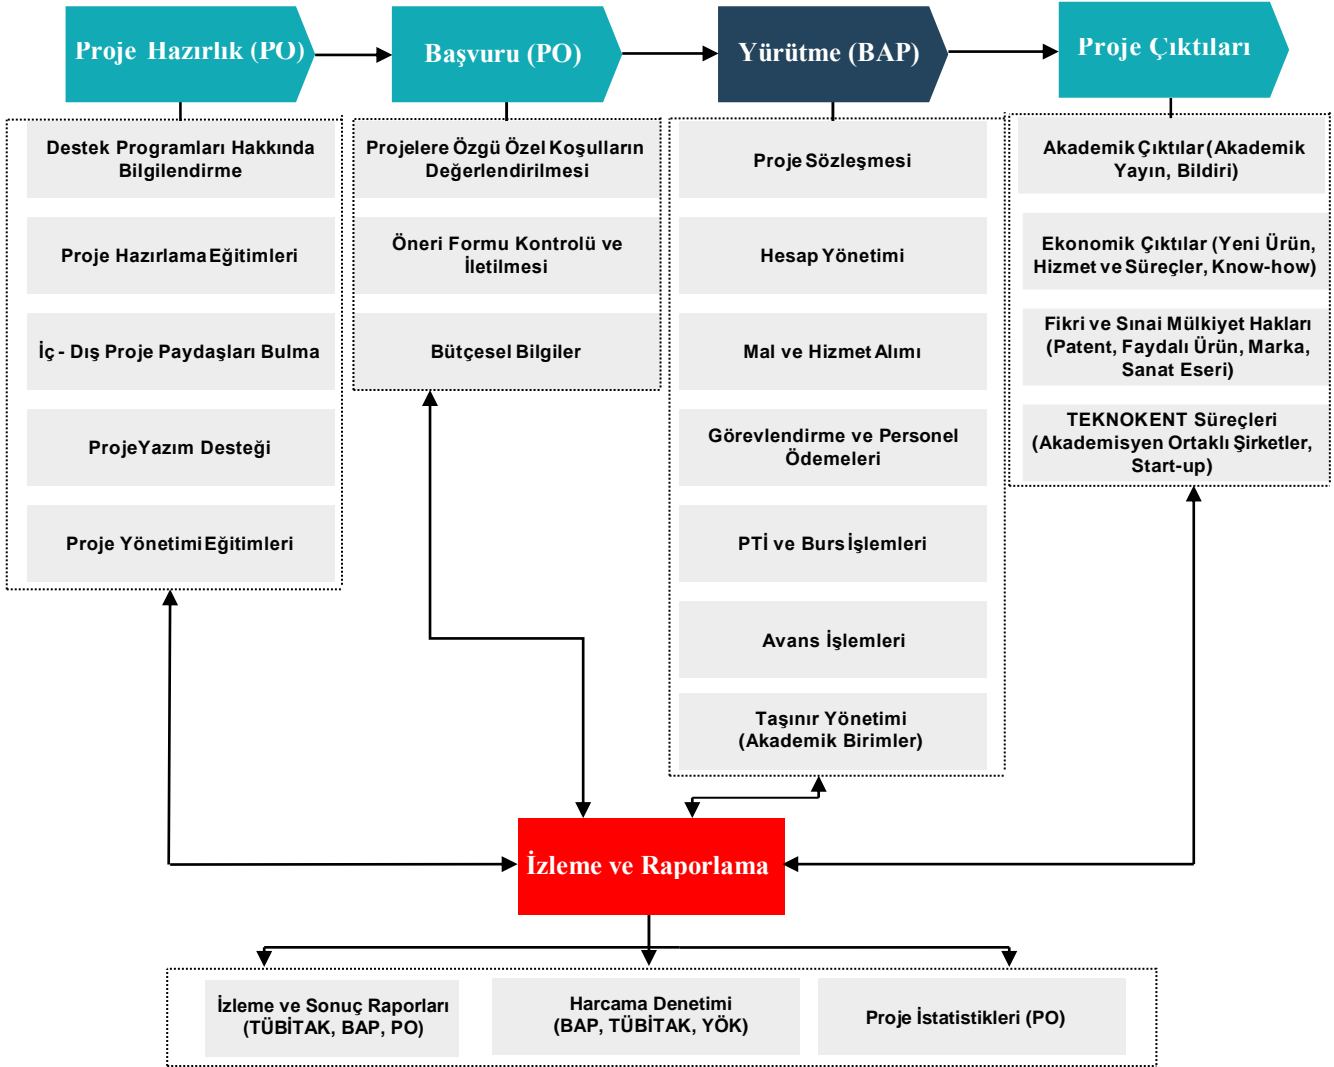 Proje Hazırlık (PO)
Başvuru (PO)
Yürütme (BAP)
Proje Çıktıları
Destek Programları Hakkında
Bilgilendirme
Proje Hazırlama Eğitimleri
İç - Dış Proje Paydaşları Bulma
Proje Yazım Desteği
Proje Yönetimi Eğitimleri
Projelere Özgü Özel Koşulların
Değerlendirilmesi
Öneri Formu Kontrolü ve
İletilmesi
Bütçesel Bilgiler
Proje Sözleşmesi
Hesap Yönetimi
Mal ve Hizmet Alımı
Görevlendirme ve Personel
Ödemeleri
PTİ ve Burs İşlemleri
Avans İşlemleri
Taşınır Yönetimi
(Akademik Birimler)
Akademik Çıktılar (Akademik
Yayın, Bildiri)
Ekonomik Çıktılar (Yeni Ürün,
Hizmet ve Süreçler, Know-how)
Fikri ve Sınai Mülkiyet Hakları
(Patent, Faydalı Ürün, Marka,
Sanat Eseri)
TEKNOKENT Süreçleri
(Akademisyen Ortaklı Şirketler,
Start-up)
İzleme ve Raporlama
İzleme ve Sonuç Raporları
(TÜBİTAK, BAP, PO)
Harcama Denetimi
(BAP, TÜBİTAK, YÖK)
Proje İstatistikleri (PO)